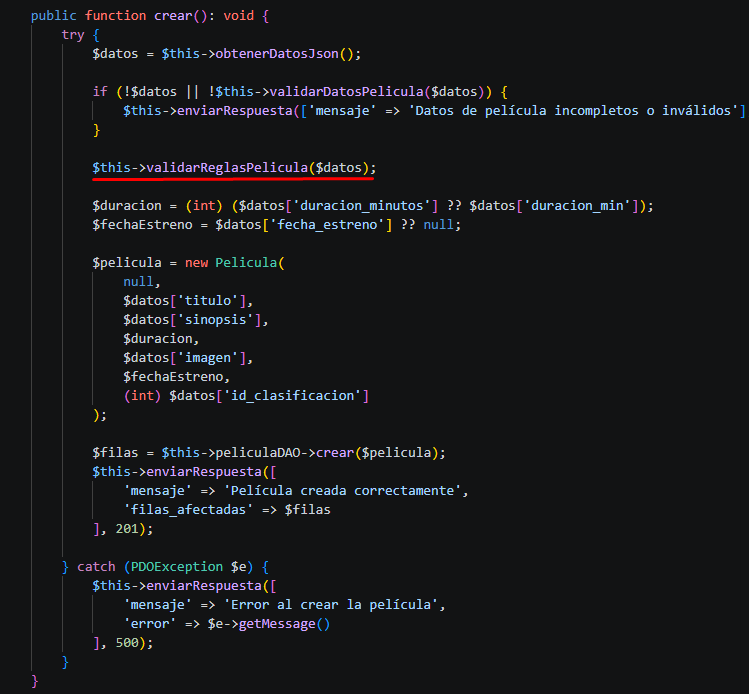 public function crear(): void {
try {
$datos = $this->obtenerDatosJson();
if (!$datos || !$this->validarDatosPelicula($datos)) {
$this->enviarRespuesta(['mensaje' => 'Datos de película incompletos o inválidos']
}
$this->validarReglasPelicula($datos);
$duracion = (int) ($datos['duracion_minutos'] ?? $datos['duracion_min']);
$fechaEstreno = $datos['fecha_estreno'] ?? null;
$pelicula = new Pelicula(
null,
$datos['titulo'],
$datos['sinopsis'],
$duracion,
$datos['imagen'],
$fechaEstreno,
(int) $datos['id_clasificacion']
);
$filas = $this->peliculaDAO->crear($pelicula);
$this->enviarRespuesta([
'mensaje' => 'Película creada correctamente',
'filas_afectadas' => $filas
], 201);
} catch (PDOException $e) {
$this->enviarRespuesta([
'mensaje' => 'Error al crear la película',
'error' => $e->getMessage()
], 500);
}
}